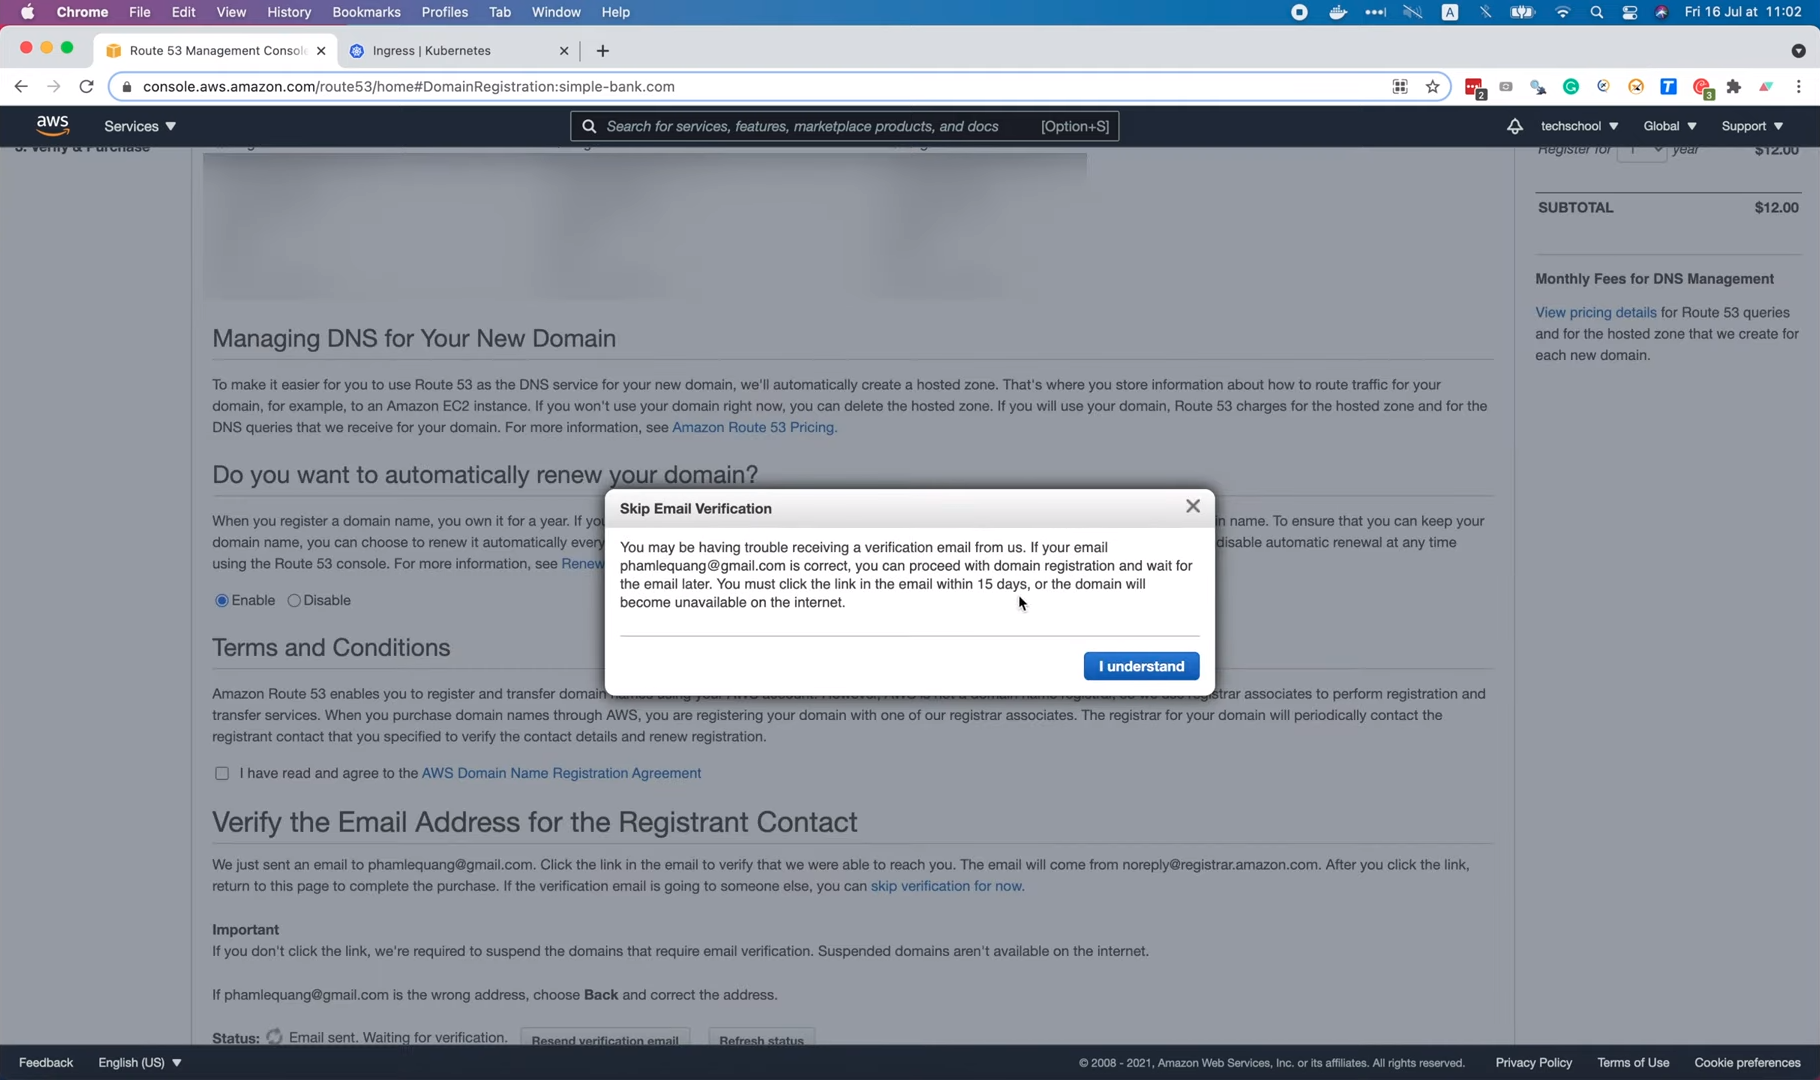 Chrome File Edit View History Bookmarks Profiles Tab Window Help
A
Fri 16 Jul at 11:02
Route 53 Management Console
Ingress | Kubernetes
console.aws.amazon.com/route53/home#DomainRegistration:simple-bank.com
2
T
3
aws
Services
Search for services, features, marketplace products, and docs [Option+S]
techschool
Global
Support
3. Verify & Purchase
Register for 1 year $12.00
SUBTOTAL $12.00
Monthly Fees for DNS Management
View pricing details for Route 53 queries
and for the hosted zone that we create for
each new domain.
Managing DNS for Your New Domain
To make it easier for you to use Route 53 as the DNS service for your new domain, we'll automatically create a hosted zone. That's where you store information about how to route traffic for your
domain, for example, to an Amazon EC2 instance. If you won't use your domain right now, you can delete the hosted zone. If you will use your domain, Route 53 charges for the hosted zone and for the
DNS queries that we receive for your domain. For more information, see Amazon Route 53 Pricing.
Do you want to automatically renew your domain?
When you register a domain name, you own it for a year. If you
n name. To ensure that you can keep your
domain name, you can choose to renew it automatically every
disable automatic renewal at any time
using the Route 53 console. For more information, see Renew
Enable Disable
Skip Email Verification
You may be having trouble receiving a verification email from us. If your email
phamlequang@gmail.com is correct, you can proceed with domain registration and wait for
the email later. You must click the link in the email within 15 days, or the domain will
become unavailable on the internet.
I understand
Terms and Conditions
Amazon Route 53 enables you to register and transfer domain names using your AWS account. However, AWS is not a domain name registrar, so we use registrar associates to perform registration and
transfer services. When you purchase domain names through AWS, you are registering your domain with one of our registrar associates. The registrar for your domain will periodically contact the
registrant contact that you specified to verify the contact details and renew registration.
I have read and agree to the AWS Domain Name Registration Agreement
Verify the Email Address for the Registrant Contact
We just sent an email to phamlequang@gmail.com. Click the link in the email to verify that we were able to reach you. The email will come from noreply@registrar.amazon.com. After you click the link,
return to this page to complete the purchase. If the verification email is going to someone else, you can skip verification for now.
Important
If you don't click the link, we're required to suspend the domains that require email verification. Suspended domains aren't available on the internet.
If phamlequang@gmail.com is the wrong address, choose Back and correct the address.
Status: Email sent. Waiting for verification. Resend verification email Refresh status
Feedback English (US)
© 2008 - 2021, Amazon Web Services, Inc. or its affiliates. All rights reserved. Privacy Policy Terms of Use Cookie preferences